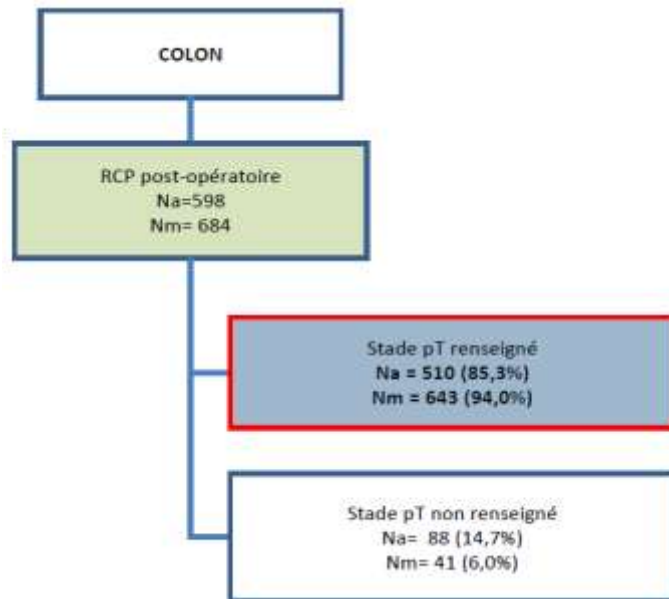 COLON
RCP post-opératoire
Na=598
Nm= 684
Stade pT renseigné
Na = 510 (85,3%)
Nm = 643 (94,0%)
Stade pT non renseigné
Na= 88 (14,7%)
Nm= 41 (6,0%)